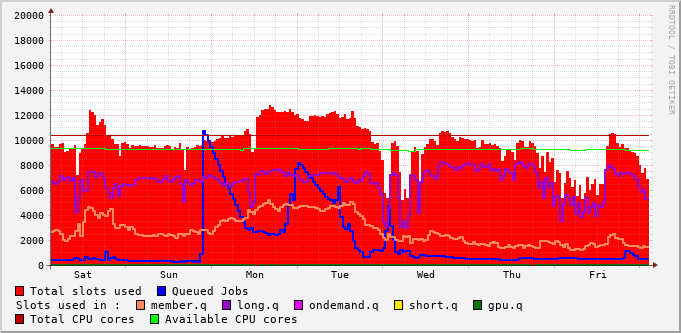 20000
18000
16000
14000
12000
10000
8000
6000
4000
2000
0
Sat Sun Mon Tue Wed Thu Fri
RRDTOOL / TOBI OETIKER
Total slots used Queued Jobs
Slots used in : member.q long.q ondemand.q short.q gpu.q
Total CPU cores Available CPU cores